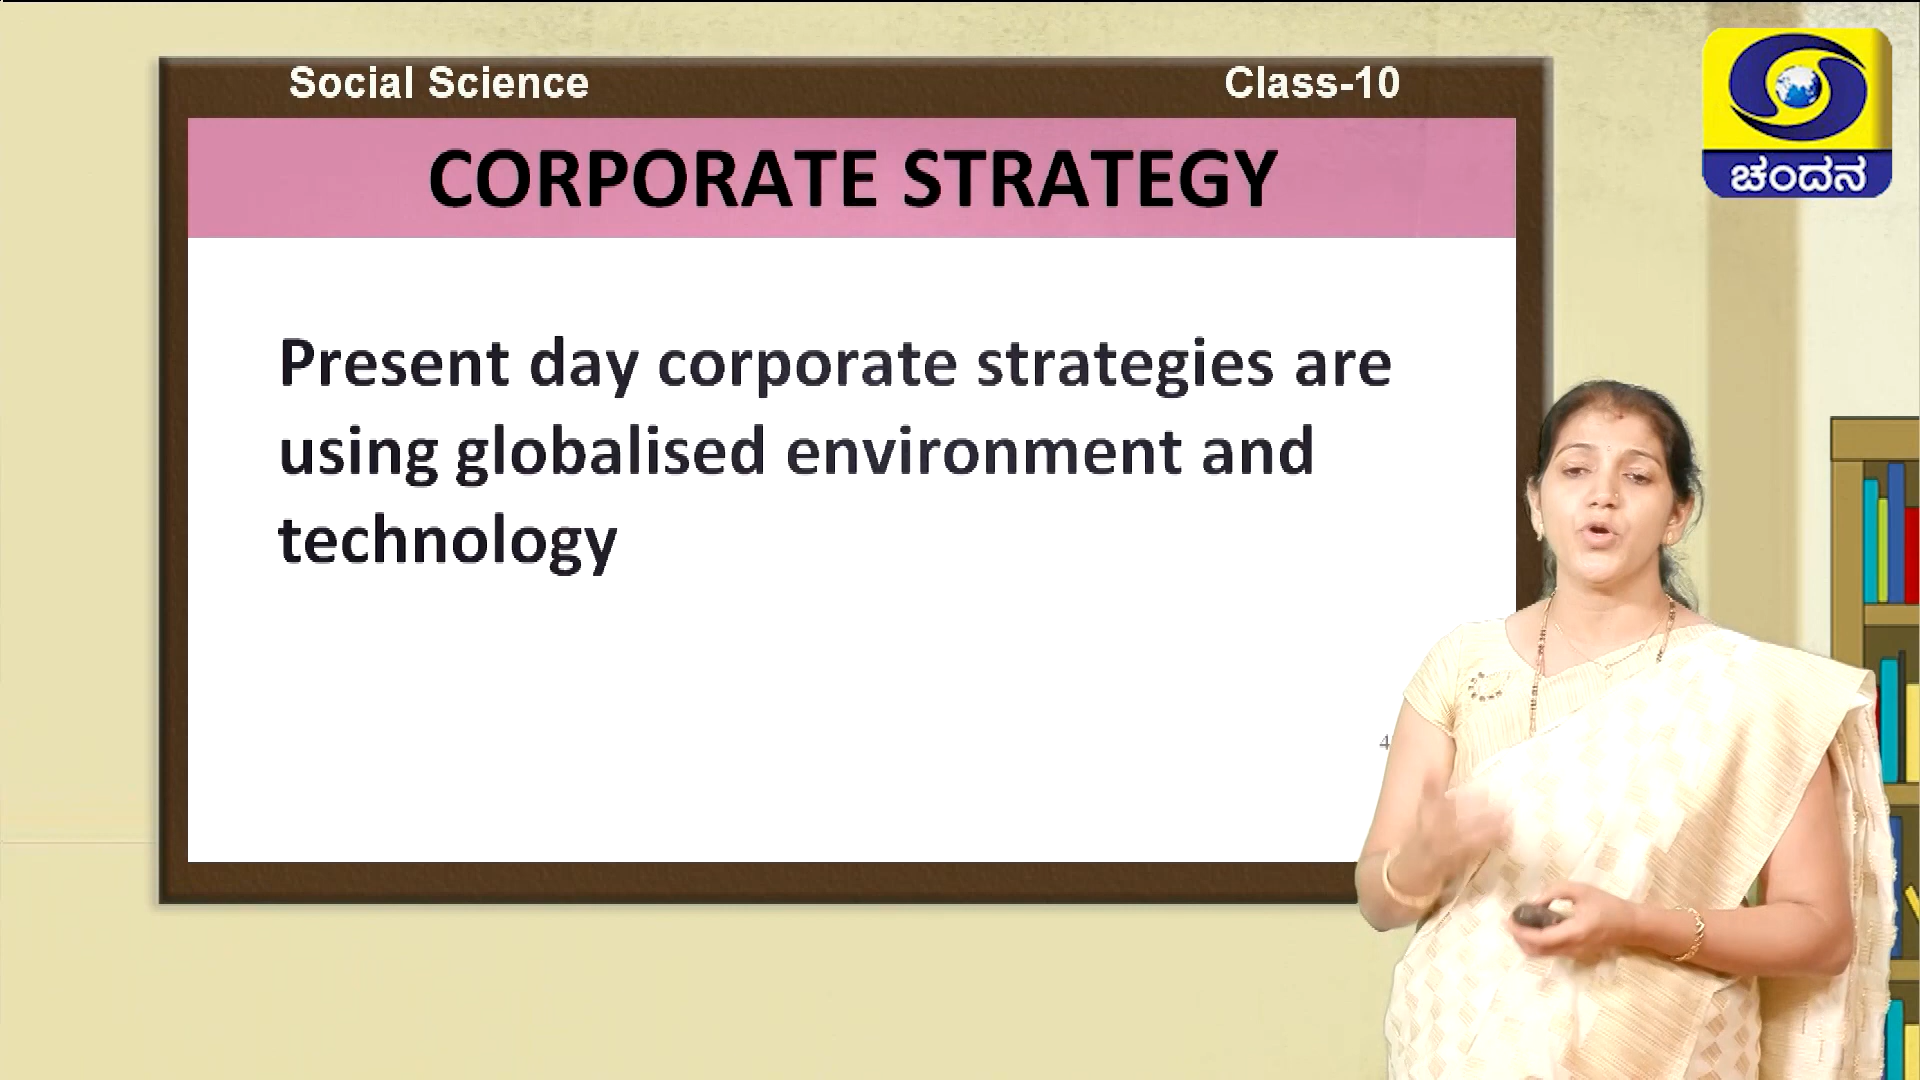 Social Science
Class-10
CORPORATE STRATEGY
Present day corporate strategies are
using globalised environment and
technology
ಚಂದನ